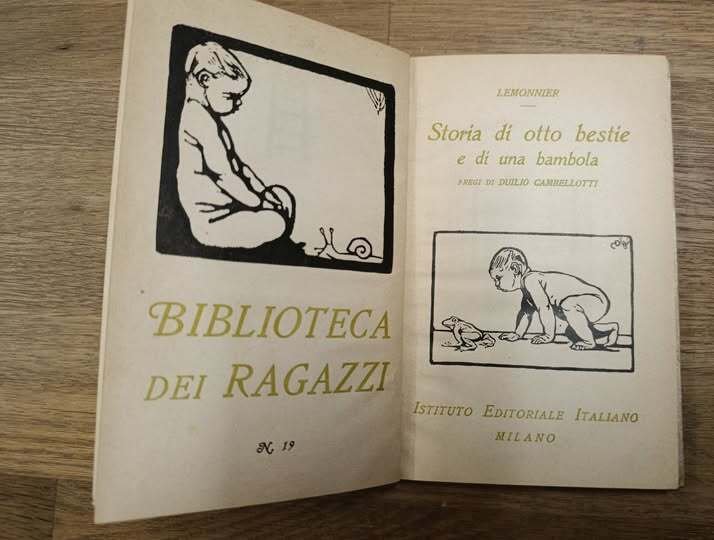 BIBLIOTECA
DEI RAGAZZI
N. 19
LEMONNIER
Storia di otto bestie
e di una bambola
FREGI DI DUILIO CAMBELLOTTI
ISTITUTO EDITORIALE ITALIANO
MILANO